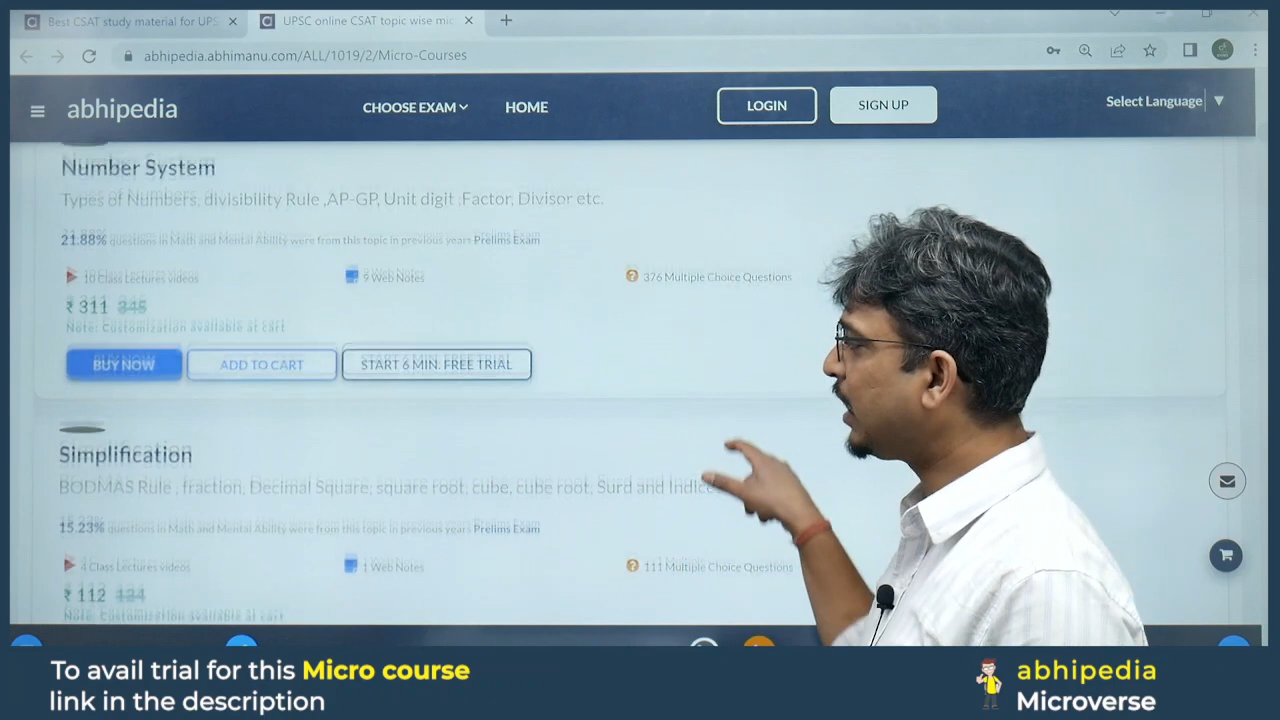 Best CSAT study material for UPS
UPSC online CSAT topic wise mic
abhipedia.abhimanu.com/ALL/1019/2/Micro-Courses
abhipedia
CHOOSE EXAM
HOME
LOGIN
SIGN UP
Select Language
Number System
Types of Numbers, divisibility Rule ,AP-GP, Unit digit ,Factor, Divisor etc.
21.88% questions in Math and Mental Ability were from this topic in previous years Prelims Exam
10 Class Lectures videos
9 Web Notes
376 Multiple Choice Questions
₹ 311 345
Note: Customization available at cart
BUY NOW
ADD TO CART
START 6 MIN. FREE TRIAL
Simplification
BODMAS Rule , fraction, Decimal Square, square root, cube, cube root, Surd and Indice
15.23% questions in Math and Mental Ability were from this topic in previous years Prelims Exam
4 Class Lectures videos
1 Web Notes
111 Multiple Choice Questions
₹ 112 124
Note: Customization available at cart
To avail trial for this Micro course
link in the description
abhipedia
Microverse